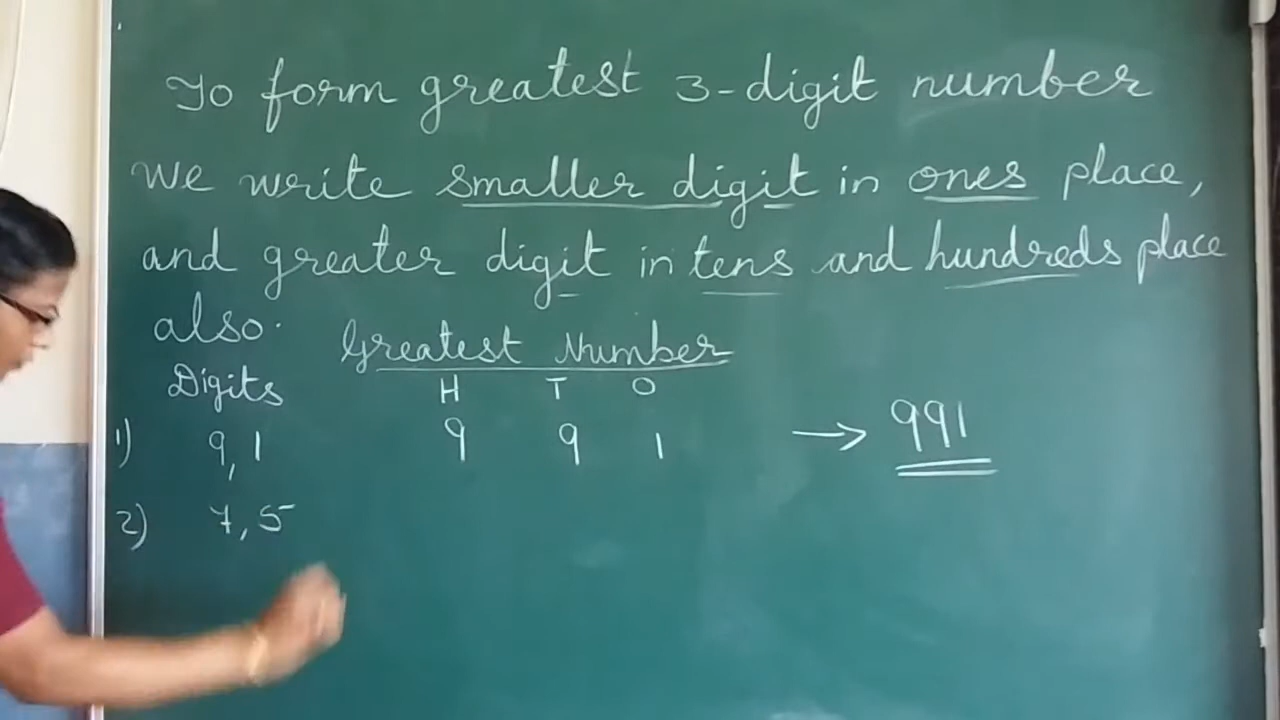 To form greatest 3-digit number
we write smaller digit in ones place,
and greater digit in tens and hundreds place
also.
Greatest Number
Digits H T O
1) 9,1 9 9 1 → 991
2) 7,5